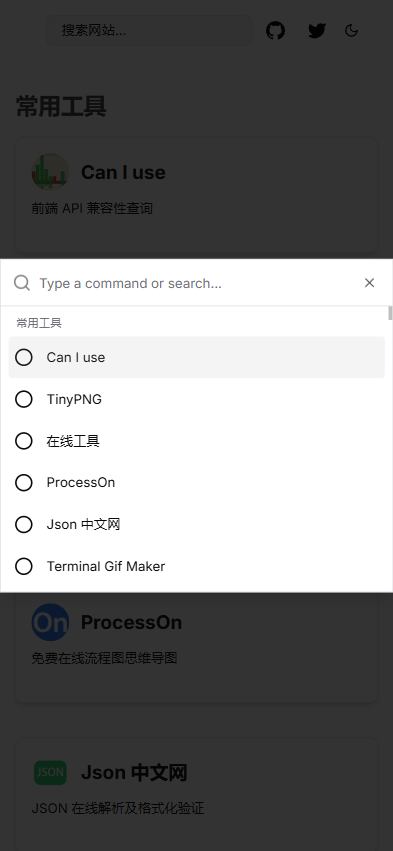 搜索网站...
常用工具
Can I use
前端 API 兼容性查询
Type a command or search...
常用工具
Can I use
TinyPNG
在线工具
ProcessOn
Json 中文网
Terminal Gif Maker
On
ProcessOn
免费在线流程图思维导图
JSON
Json 中文网
JSON 在线解析及格式化验证